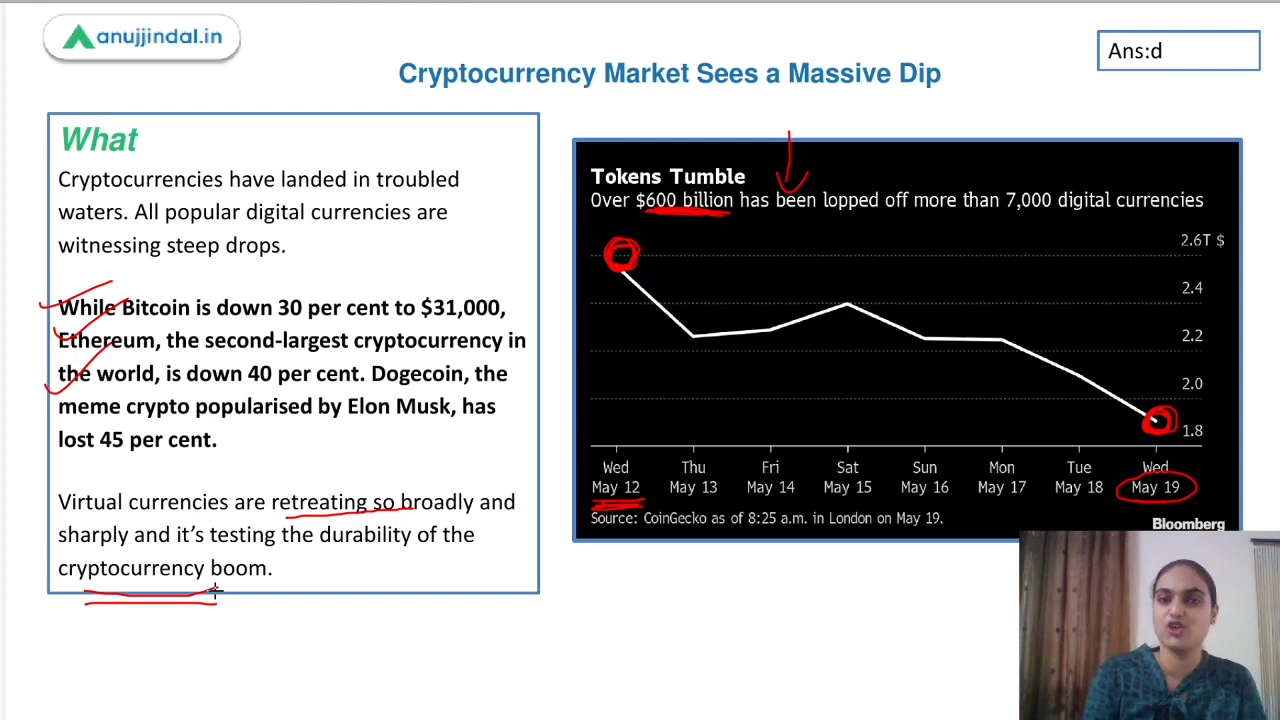 anujjindal.in
Ans:d
Cryptocurrency Market Sees a Massive Dip
What
Cryptocurrencies have landed in troubled
waters. All popular digital currencies are
witnessing steep drops.
While Bitcoin is down 30 per cent to $31,000,
Ethereum, the second-largest cryptocurrency in
the world, is down 40 per cent. Dogecoin, the
meme crypto popularised by Elon Musk, has
lost 45 per cent.
Virtual currencies are retreating so broadly and
sharply and it’s testing the durability of the
cryptocurrency boom.
Tokens Tumble
Over $600 billion has been lopped off more than 7,000 digital currencies
2.6T $
2.4
2.2
2.0
1.8
Wed Thu Fri Sat Sun Mon Tue Wed
May 12 May 13 May 14 May 15 May 16 May 17 May 18 May 19
Source: CoinGecko as of 8:25 a.m. in London on May 19.
Bloomberg